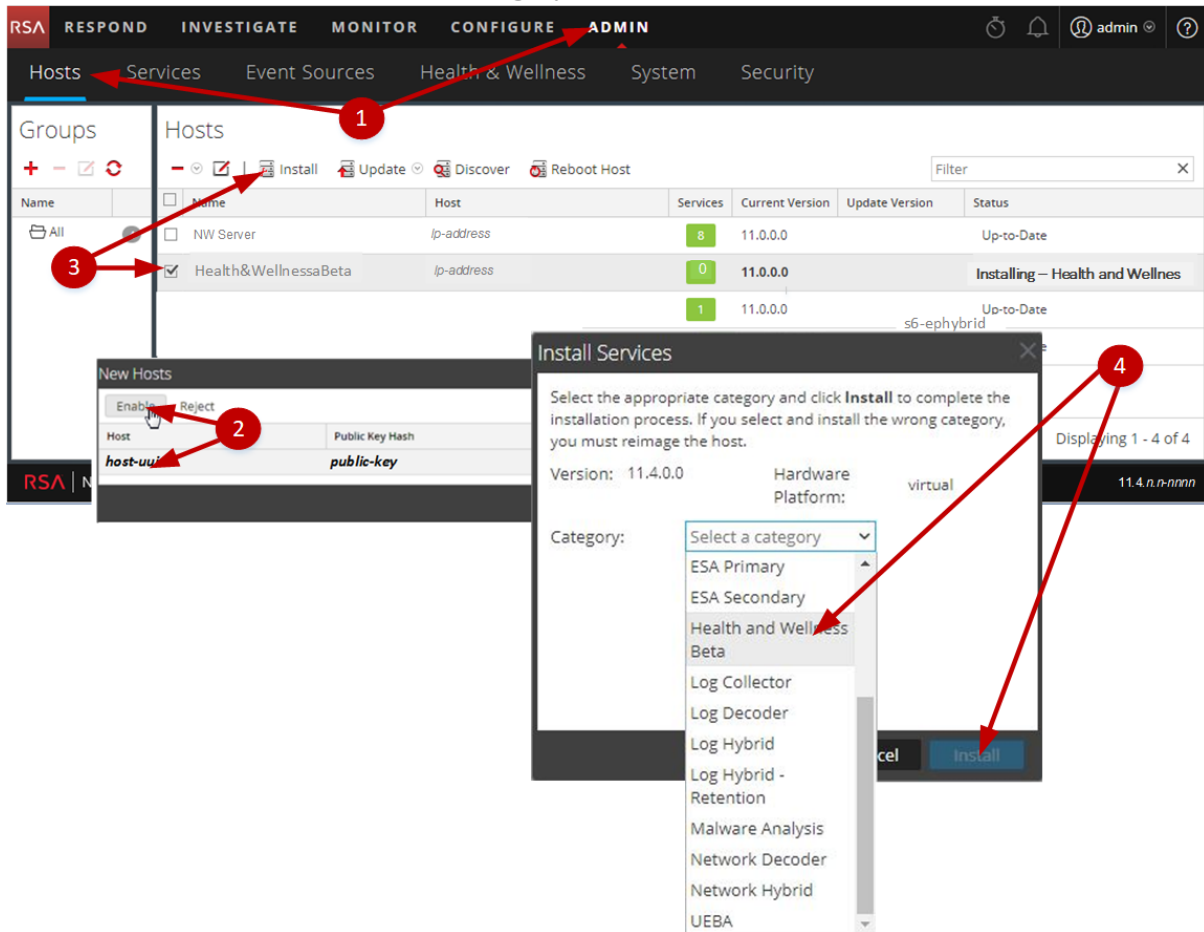 RSA RESPOND INVESTIGATE MONITOR CONFIGURE ADMIN admin ?
Hosts Services Event Sources Health & Wellness System Security
1
Groups
Hosts
Install Update Discover Reboot Host Filter
Name Name Host Services Current Version Update Version Status
All NW Server Ip-address 8 11.0.0.0 Up-to-Date
3
Health&WellnessaBeta Ip-address 0 11.0.0.0 Installing – Health and Wellnes
1 11.0.0.0 Up-to-Date
s6-ephybrid
New Hosts
Enable Reject
2
Host Public Key Hash
public-key
Install Services
4
Select the appropriate category and click Install to complete the
installation process. If you select and install the wrong category,
you must reimage the host.
Version: 11.4.0.0 Hardware
Platform: virtual
Displaying 1 - 4 of 4
RSA N
11.4.n.n-nnnn
Category: Select a category
ESA Primary
ESA Secondary
Health and Wellness
Beta
Log Collector
Log Decoder
Log Hybrid
Log Hybrid -
Retention
Malware Analysis
Network Decoder
Network Hybrid
UEBA
cel Install